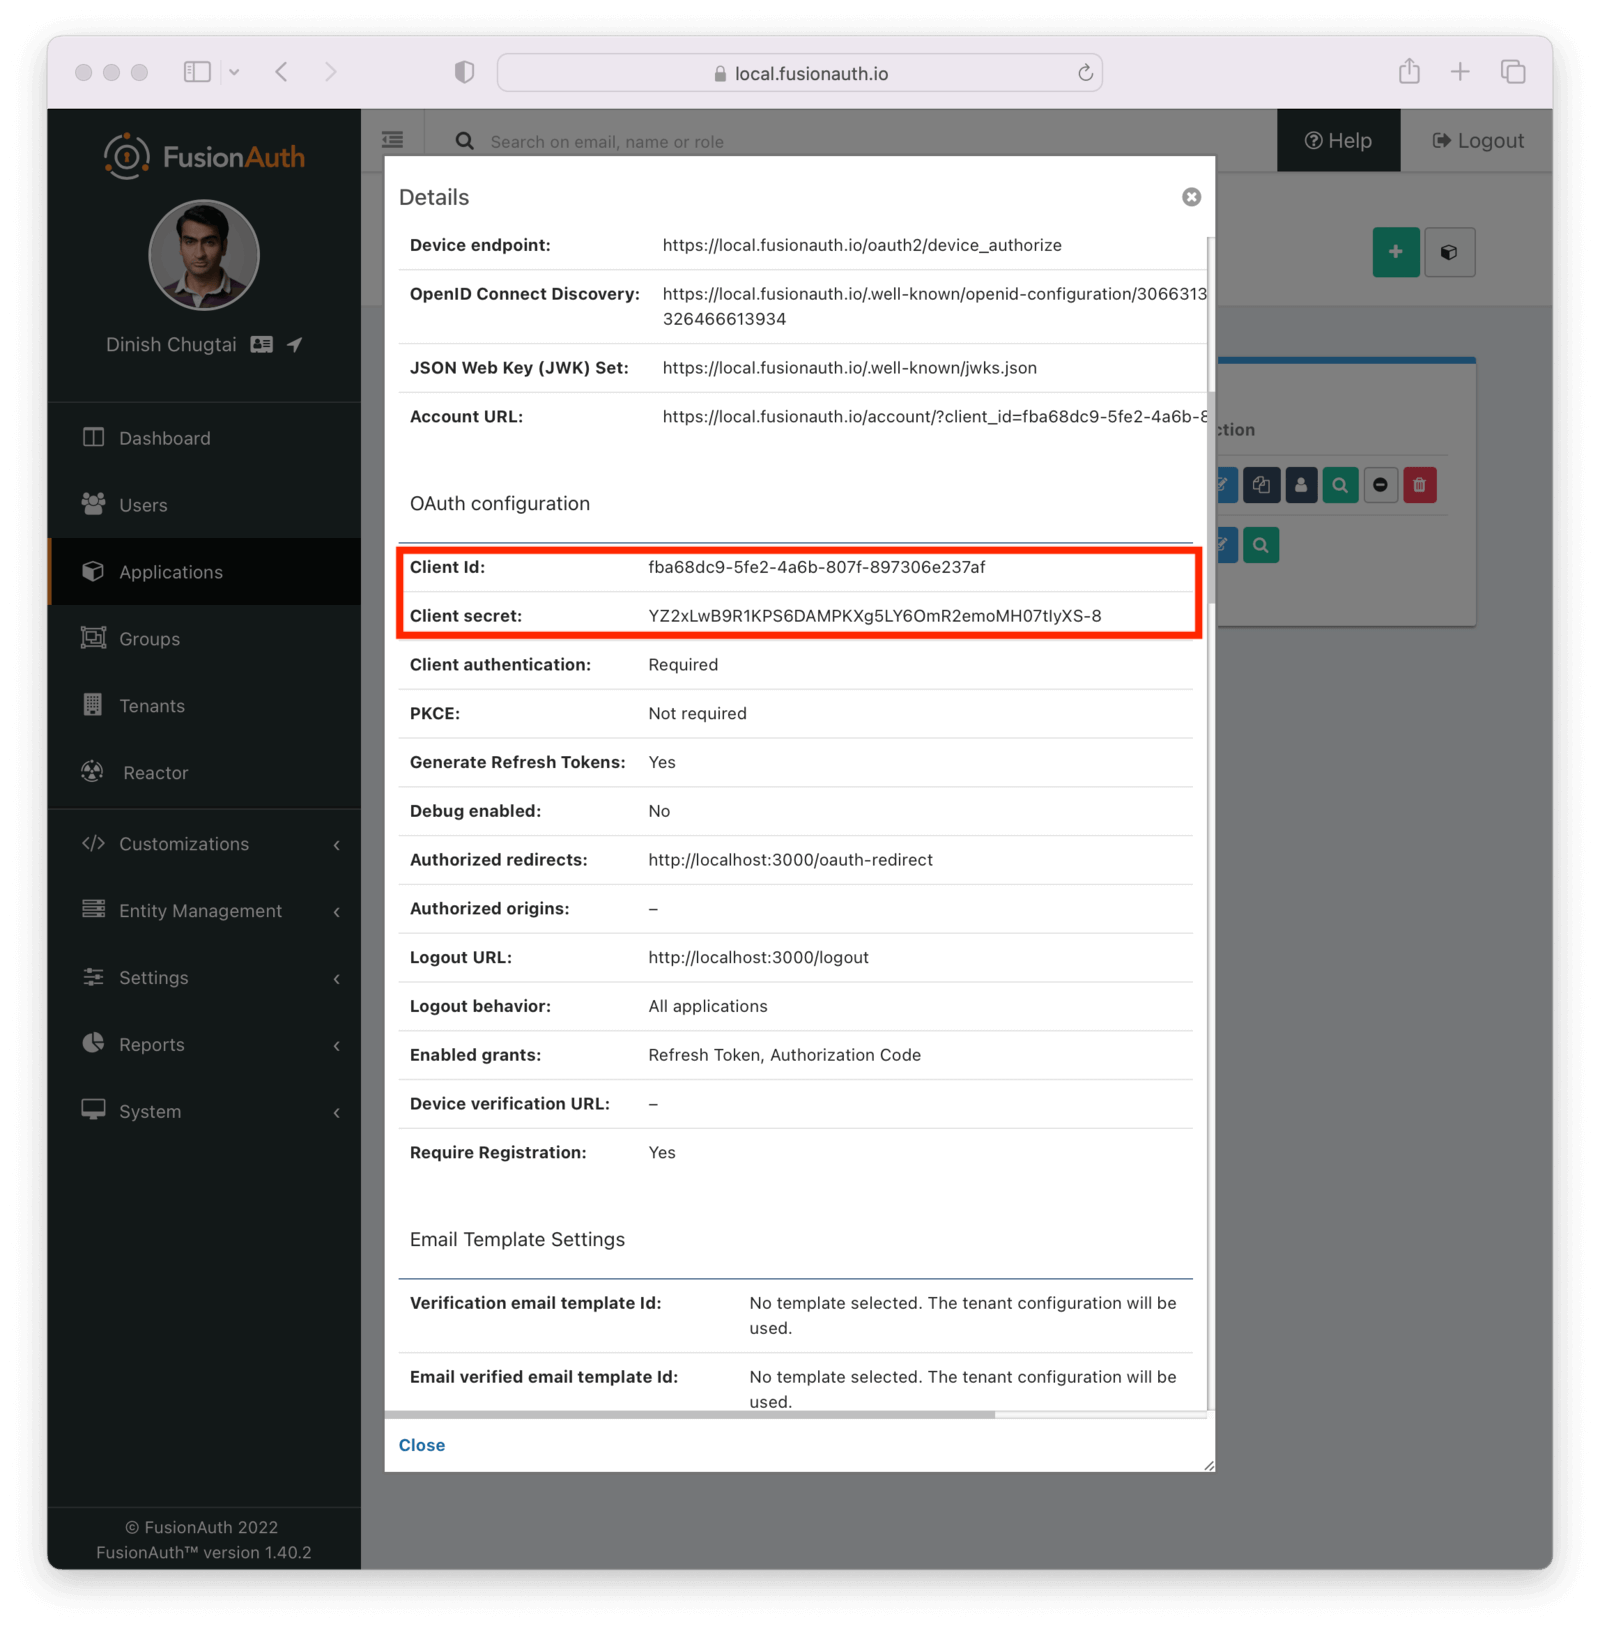 local.fusionauth.io
FusionAuth
Search on email, name or role
Help
Logout
Dinish Chugtai
Dashboard
Users
Applications
Groups
Tenants
Reactor
Customizations
Entity Management
Settings
Reports
System
© FusionAuth 2022
FusionAuth™ version 1.40.2
Details
Device endpoint: https://local.fusionauth.io/oauth2/device_authorize
OpenID Connect Discovery: https://local.fusionauth.io/.well-known/openid-configuration/3066313
326466613934
JSON Web Key (JWK) Set: https://local.fusionauth.io/.well-known/jwks.json
Account URL: https://local.fusionauth.io/account/?client_id=fba68dc9-5fe2-4a6b-8
OAuth configuration
Client Id: fba68dc9-5fe2-4a6b-807f-897306e237af
Client secret: YZ2xLwB9R1KPS6DAMPKXg5LY6OmR2emoMH07tIyXS-8
Client authentication: Required
PKCE: Not required
Generate Refresh Tokens: Yes
Debug enabled: No
Authorized redirects: http://localhost:3000/oauth-redirect
Authorized origins: –
Logout URL: http://localhost:3000/logout
Logout behavior: All applications
Enabled grants: Refresh Token, Authorization Code
Device verification URL: –
Require Registration: Yes
Email Template Settings
Verification email template Id: No template selected. The tenant configuration will be
used.
Email verified email template Id: No template selected. The tenant configuration will be
used.
Close
ction